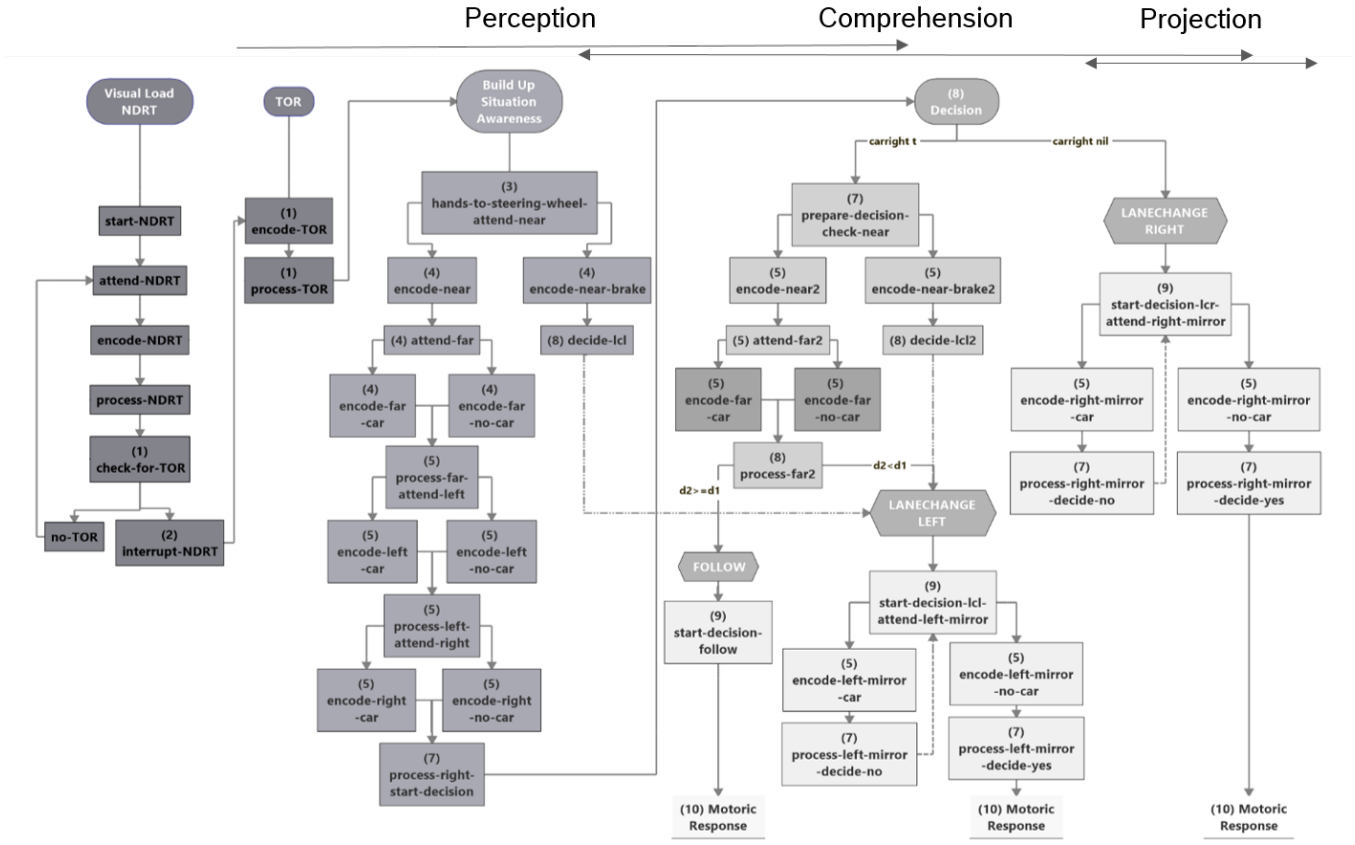 Perception
Comprehension
Projection
Visual Load
NDRT
start-NDRT
attend-NDRT
encode-NDRT
process-NDRT
(1)
check-for-TOR
no-TOR
(2)
interrupt-NDRT
TOR
(1)
encode-TOR
(1)
process-TOR
Build Up
Situation
Awareness
(3)
hands-to-steering-wheel-
attend-near
(4)
encode-near
(4)
encode-near-brake
(4) attend-far
(8) decide-lcl
(4)
encode-far
-car
(4)
encode-far
-no-car
(5)
process-far-
attend-left
(5)
encode-left
-car
(5)
encode-left
-no-car
(5)
process-left-
attend-right
(5)
encode-right
-car
(5)
encode-right
-no-car
(7)
process-right-
start-decision
(8)
Decision
carright t
carright nil
(7)
prepare-decision-
check-near
(5)
encode-near2
(5)
encode-near-brake2
(5) attend-far2
(8) decide-lcl2
(5)
encode-far
-car
(5)
encode-far
-no-car
(8)
process-far2
d2>=d1
d2<d1
LANECHANGE
LEFT
FOLLOW
(9)
start-decision-
follow
(10) Motoric
Response
(9)
start-decision-lcl-
attend-left-mirror
(5)
encode-left-mirror
-car
(5)
encode-left-mirror
-no-car
(7)
process-left-mirror
-decide-no
(7)
process-left-mirror
-decide-yes
(10) Motoric
Response
LANECHANGE
RIGHT
(9)
start-decision-lcr-
attend-right-mirror
(5)
encode-right-mirror
-car
(5)
encode-right-mirror
-no-car
(7)
process-right-mirror
-decide-no
(7)
process-right-mirror
-decide-yes
(10) Motoric
Response